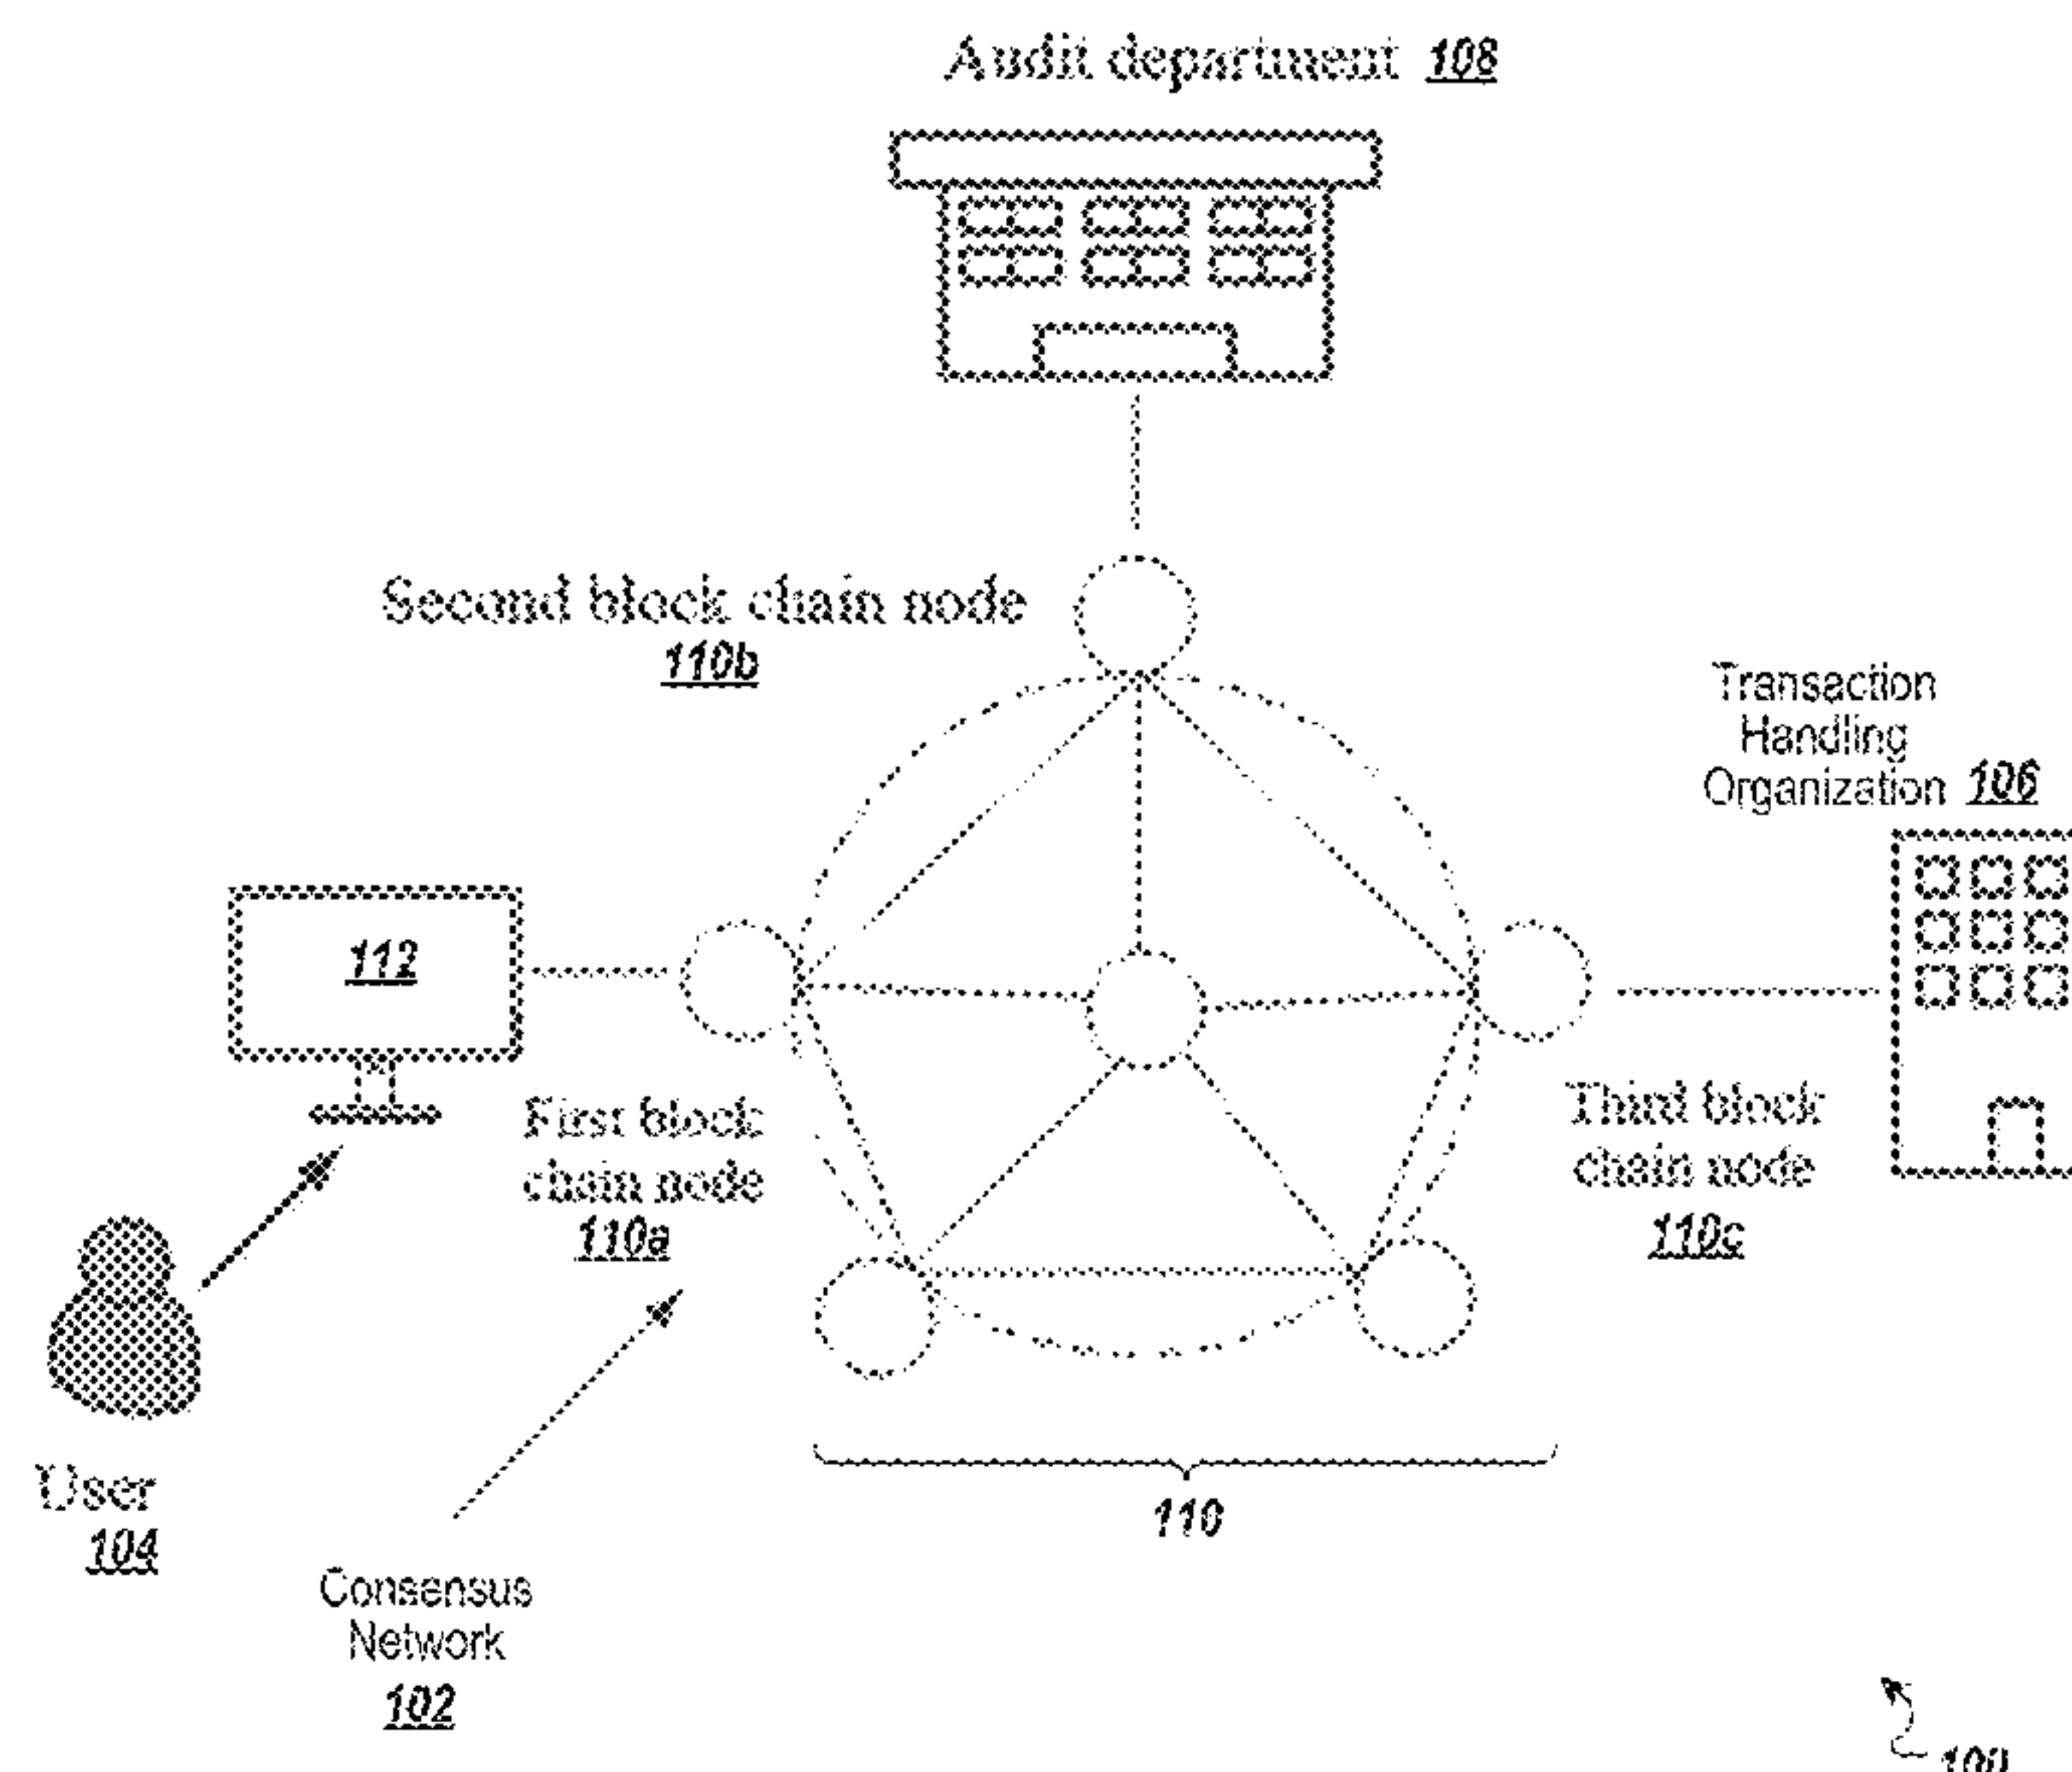 Audit department 108
Second block chain node
110b
Transaction
Handling
Organization 106
112
First block
chain node
110a
Third block
chain node
110c
110
User
104
Consensus
Network
102
100